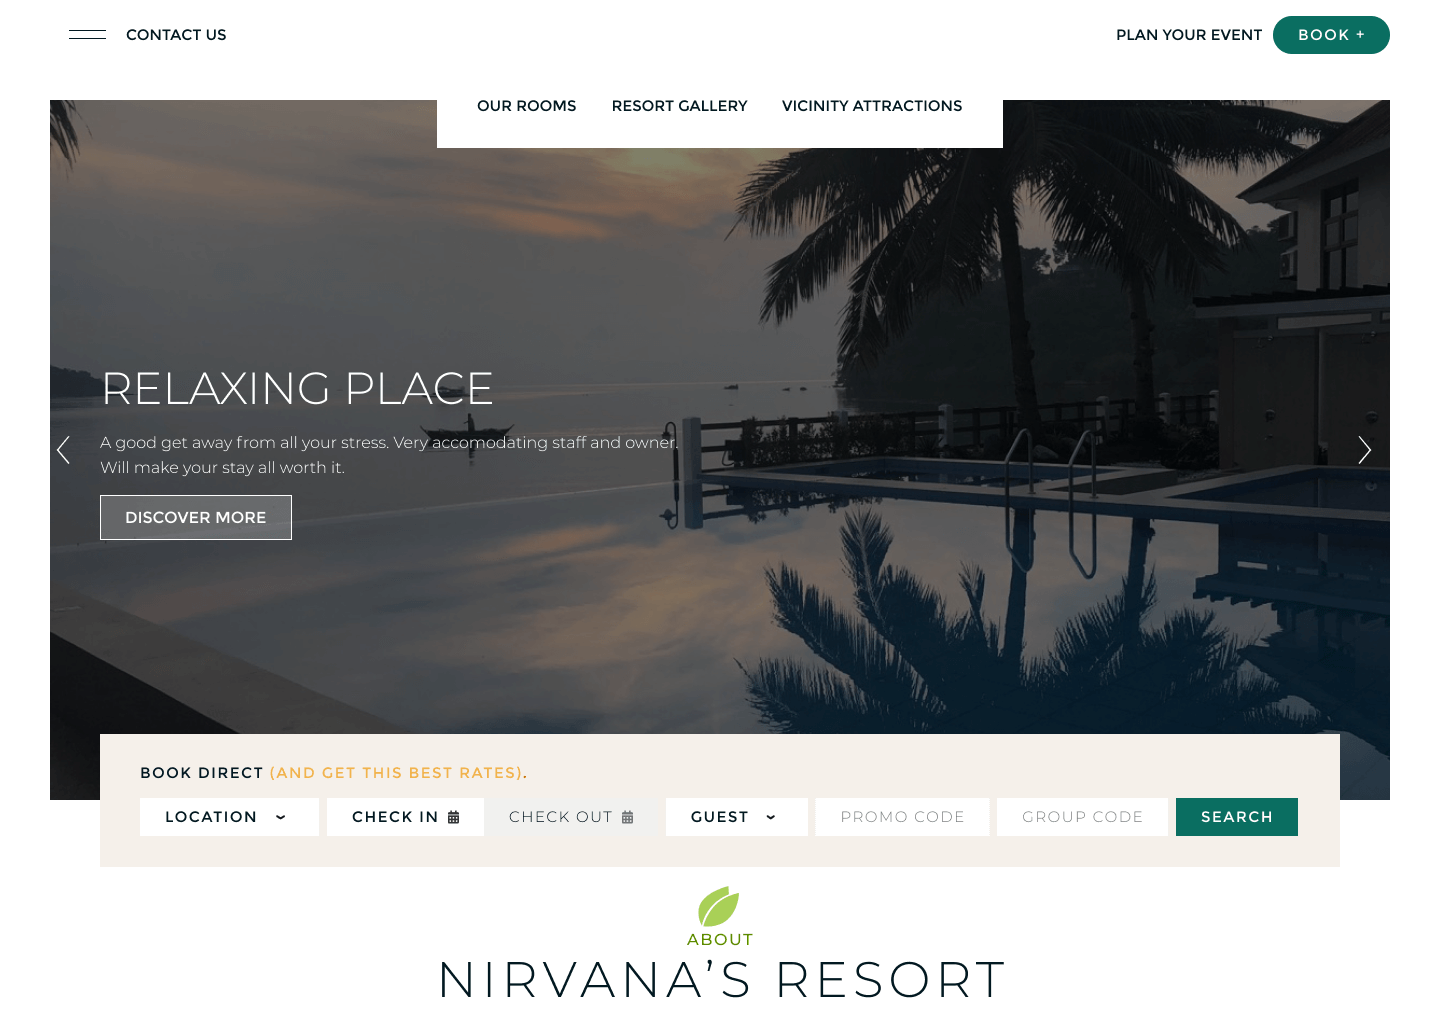 CONTACT US
PLAN YOUR EVENT
BOOK +
OUR ROOMS
RESORT GALLERY
VICINITY ATTRACTIONS
RELAXING PLACE
A good get away from all your stress. Very accomodating staff and owner.
Will make your stay all worth it.
DISCOVER MORE
BOOK DIRECT (AND GET THIS BEST RATES).
LOCATION
CHECK IN
CHECK OUT
GUEST
PROMO CODE
GROUP CODE
SEARCH
ABOUT
NIRVANA’S RESORT